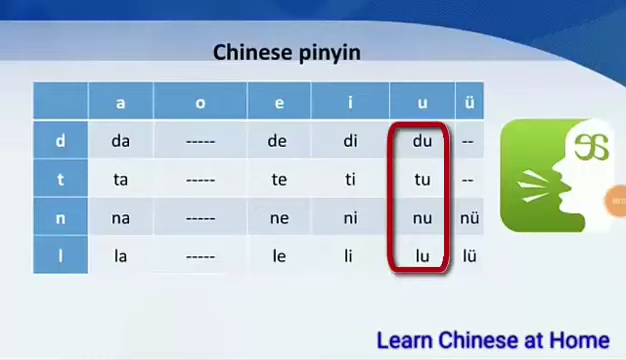 Chinese pinyin
a o e i u ü
d da ----- de di du --
t ta ----- te ti tu --
n na ----- ne ni nu nü
l la ----- le li lu lü
Learn Chinese at Home